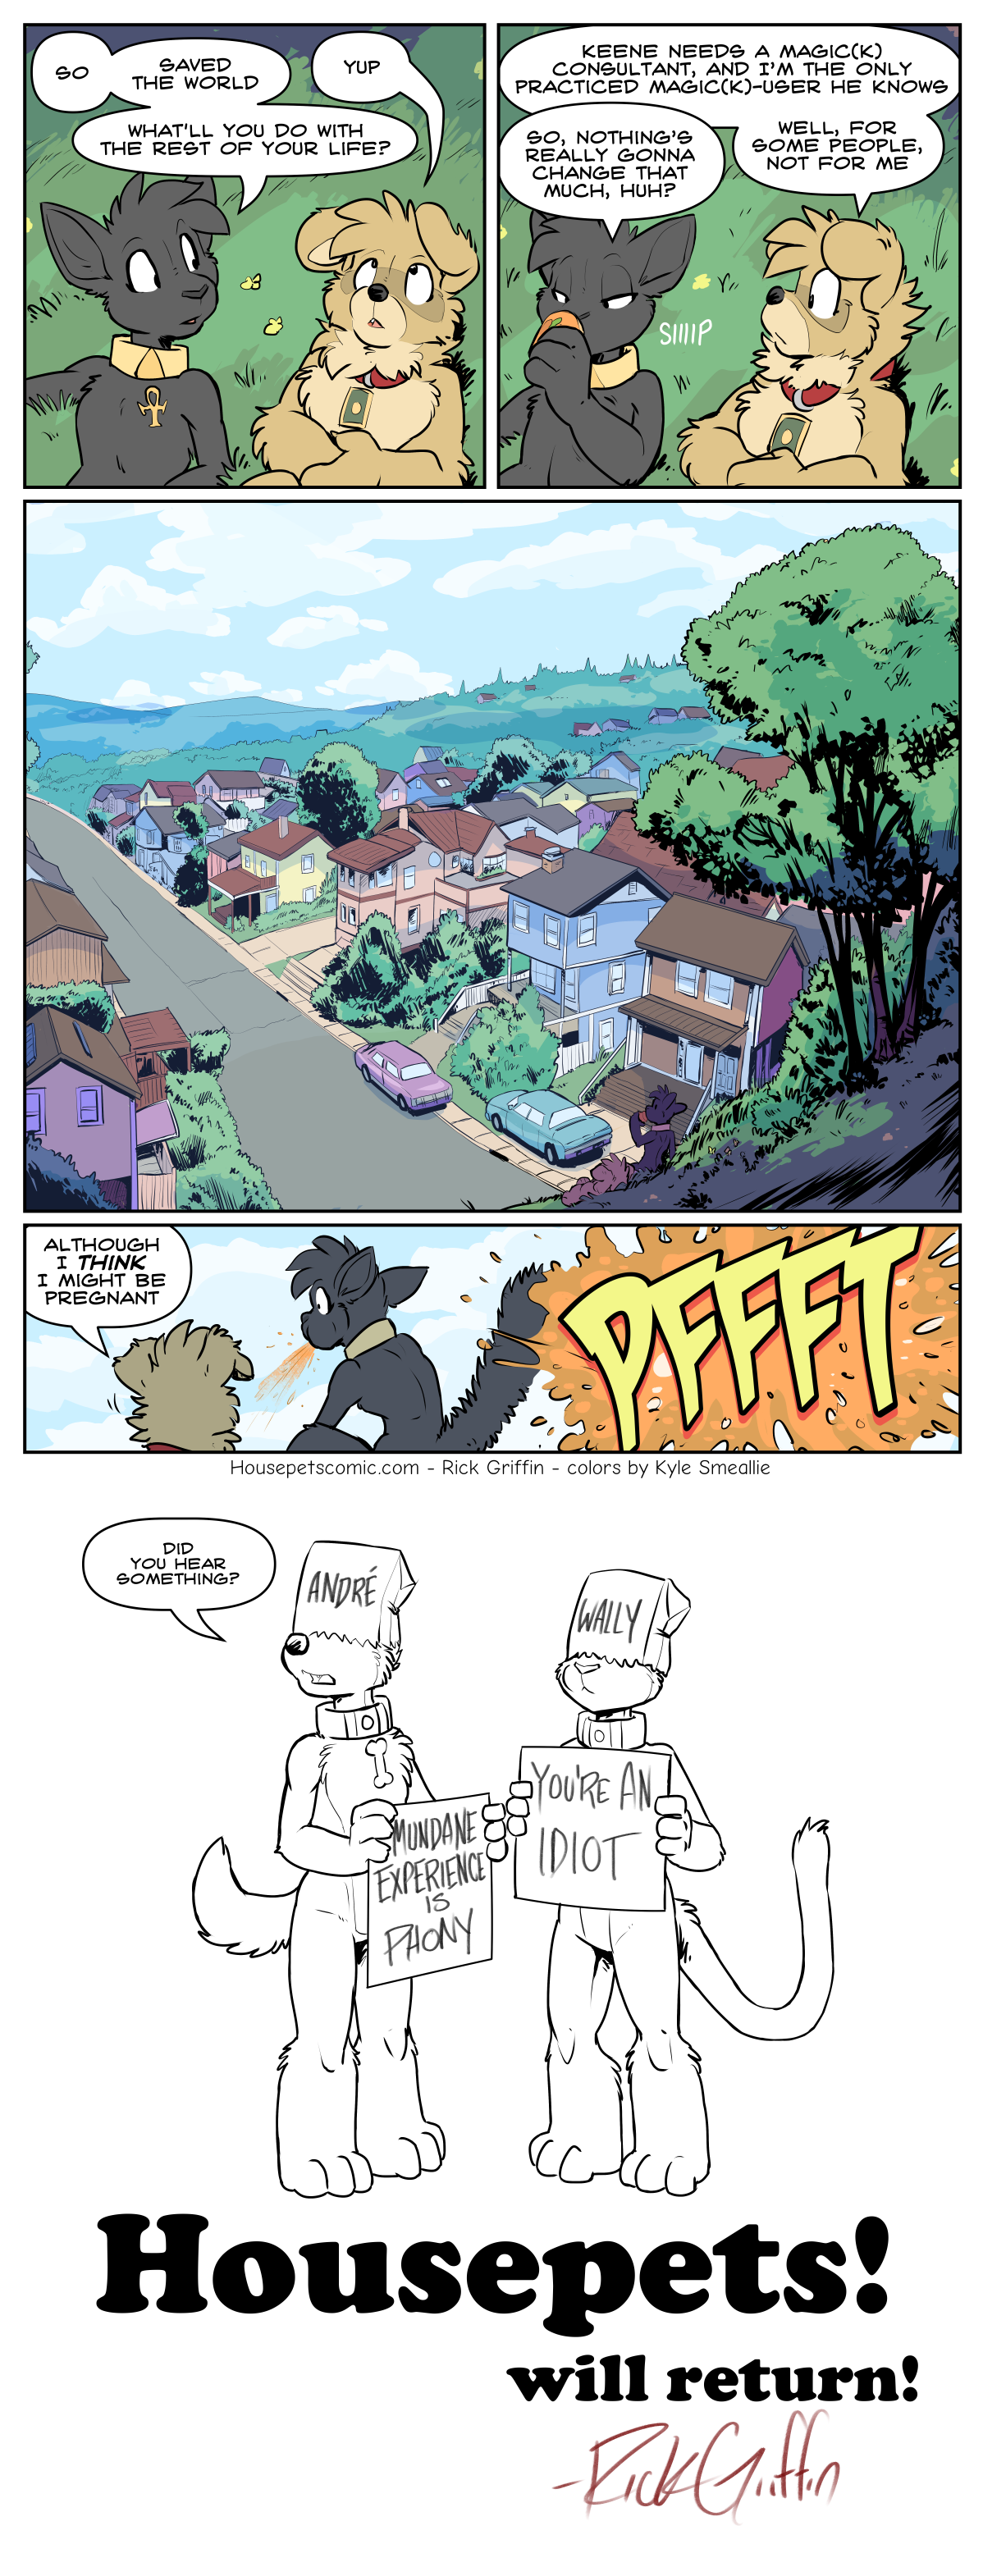 SO
SAVED
THE WORLD
YUP
WHAT'LL YOU DO WITH
THE REST OF YOUR LIFE?
KEENE NEEDS A MAGIC(K)
CONSULTANT, AND I'M THE ONLY
PRACTICED MAGIC(K)-USER HE KNOWS
SO, NOTHING'S
REALLY GONNA
CHANGE THAT
MUCH, HUH?
WELL, FOR
SOME PEOPLE,
NOT FOR ME
SIIIIP
ALTHOUGH
I THINK
I MIGHT BE
PREGNANT
PFFFT
Housepetscomic.com - Rick Griffin - colors by Kyle Smeallie
DID
YOU HEAR
SOMETHING?
ANDRÉ
WALLY
MUNDANE
EXPERIENCE
IS
PHONY
YOU'RE AN
IDIOT
Housepets!
will return!
-Rick Griffin